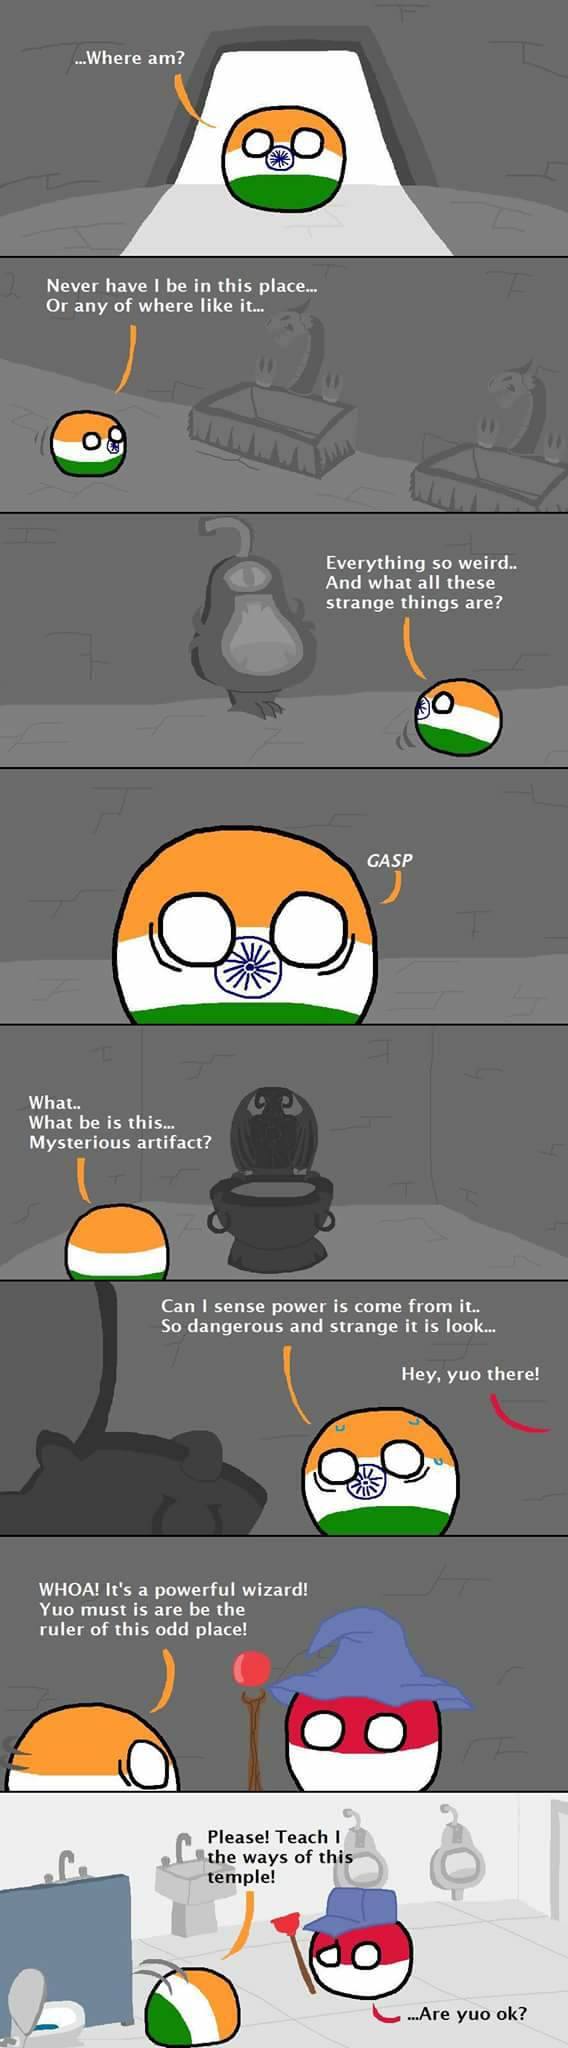 ...Where am?
Never have I be in this place...
Or any of where like it...
Everything so weird..
And what all these
strange things are?
GASP
What..
What be is this...
Mysterious artifact?
Can I sense power is come from it..
So dangerous and strange it is look...
Hey, yuo there!
WHOA! It's a powerful wizard!
Yuo must is are be the
ruler of this odd place!
Please! Teach I
the ways of this
temple!
...Are yuo ok?